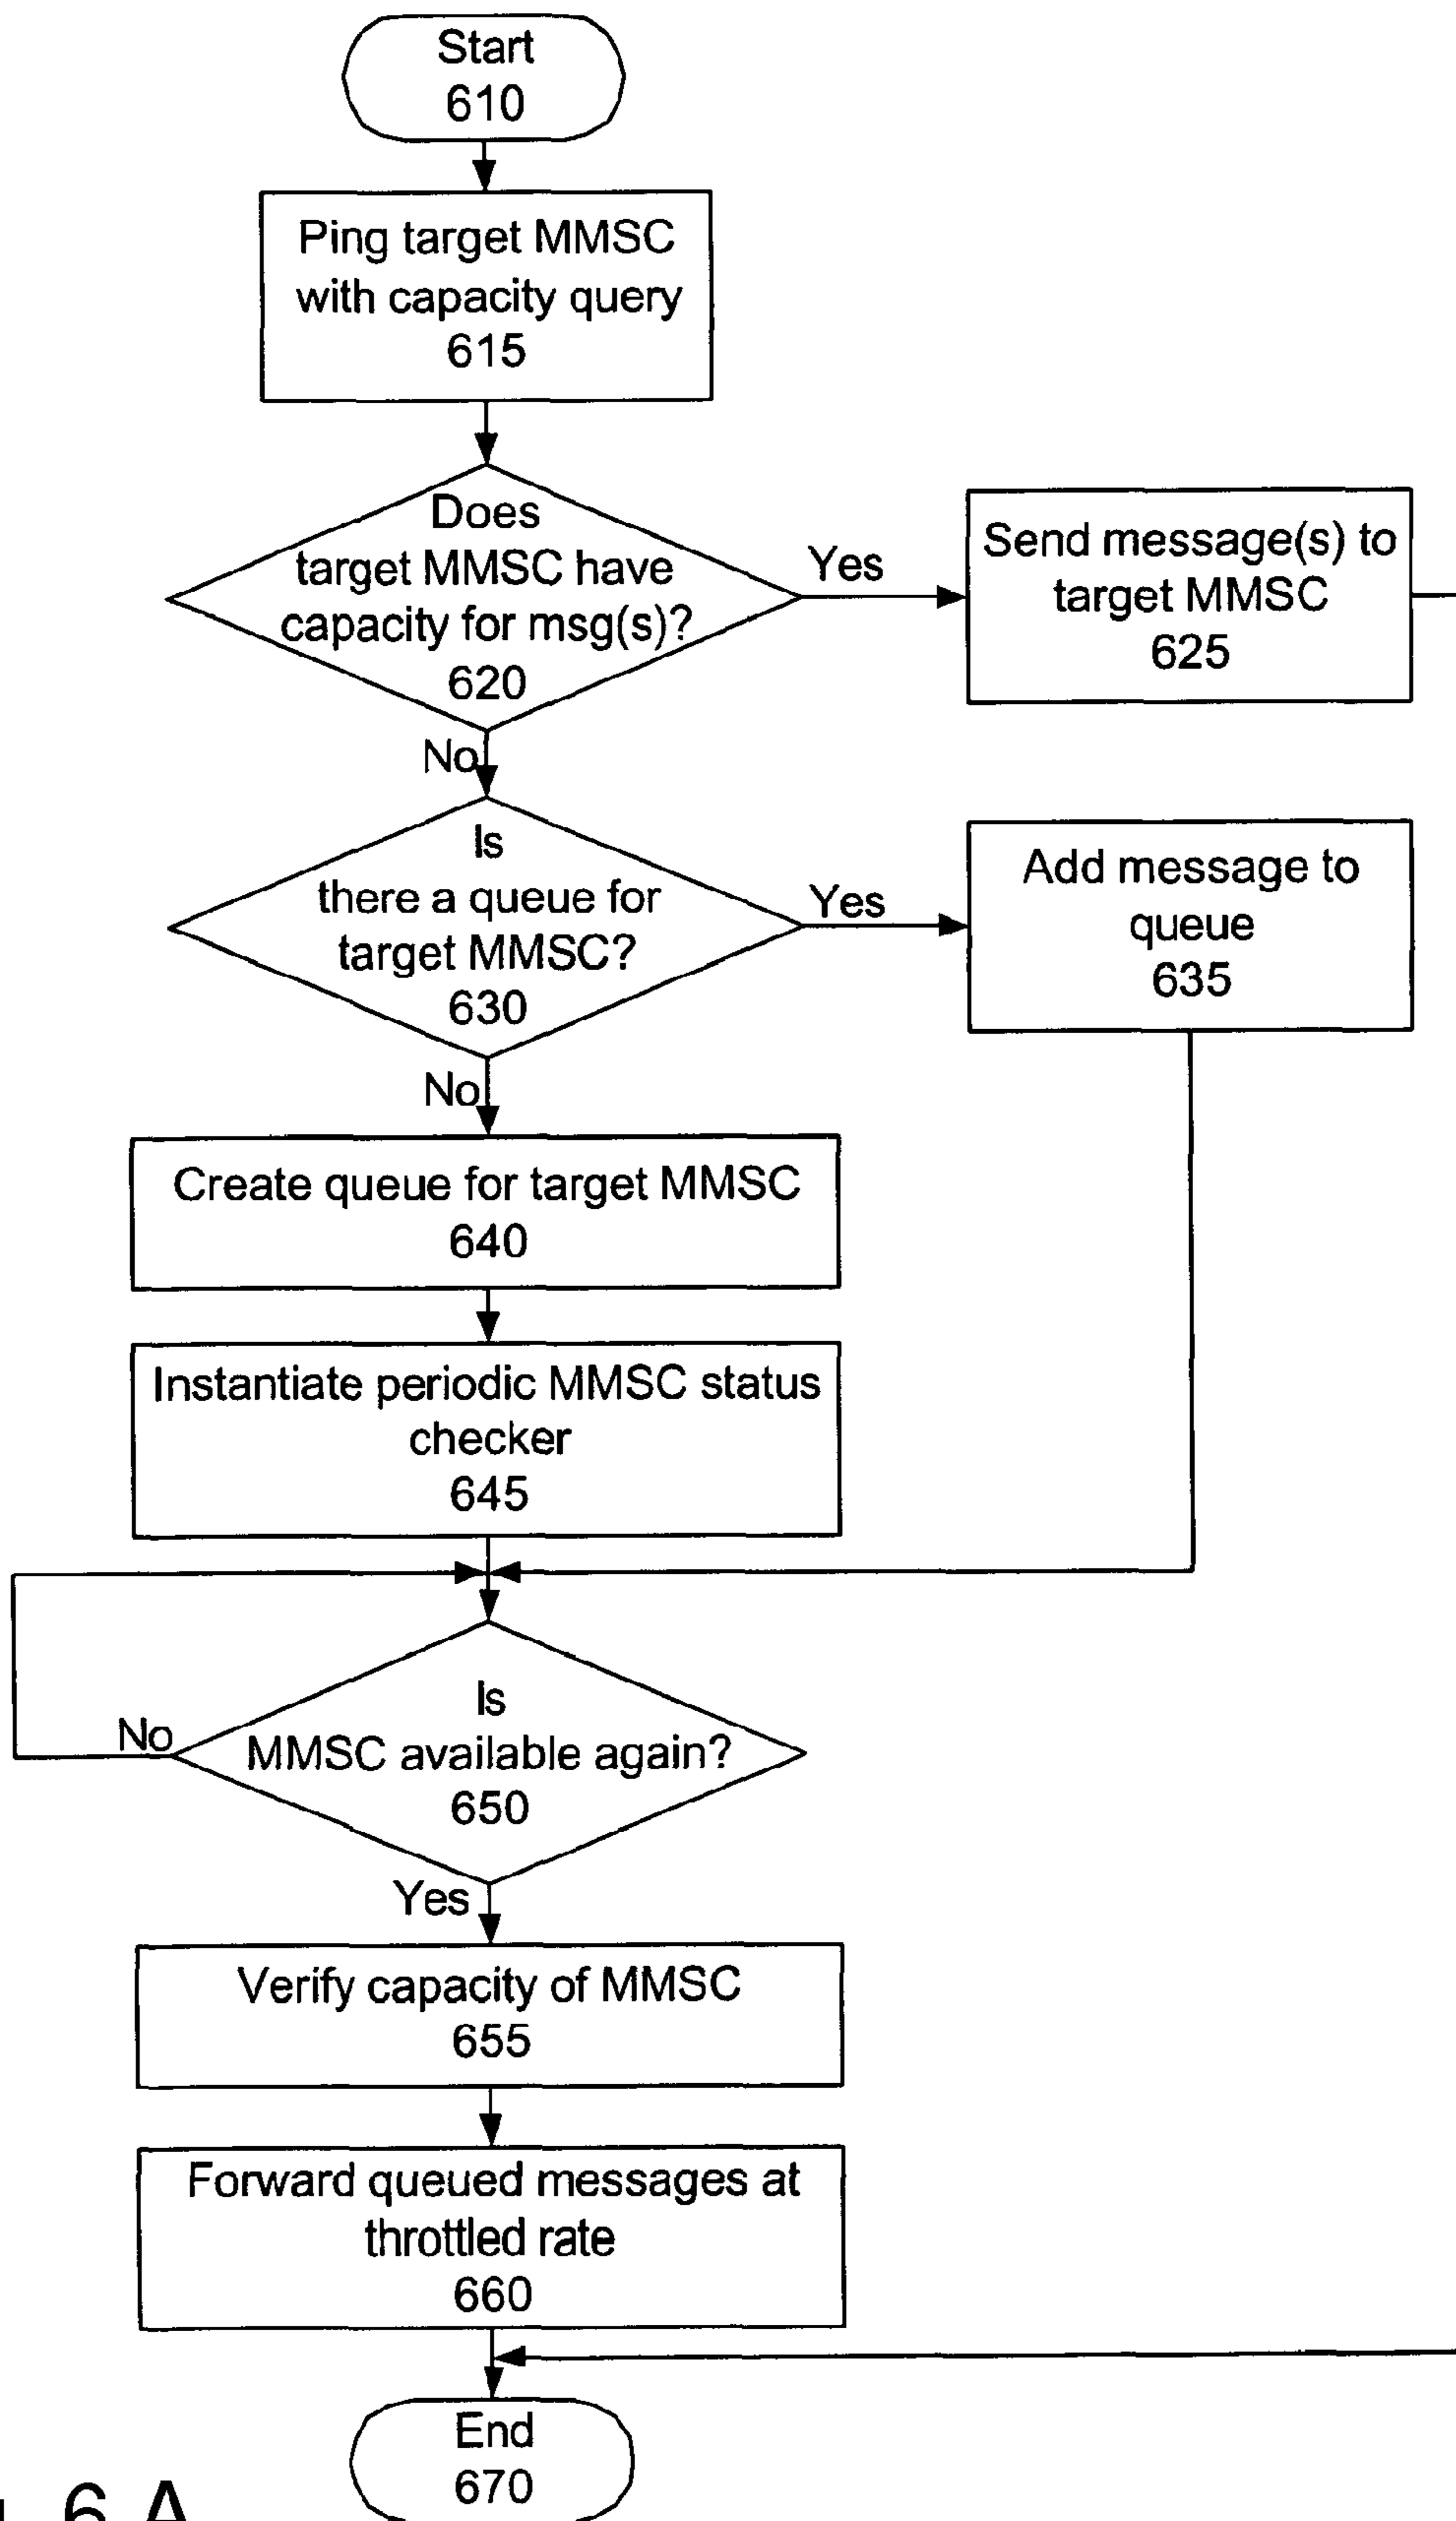 Start
610
Ping target MMSC
with capacity query
615
Does
target MMSC have
capacity for msg(s)?
620
Yes
Send message(s) to
target MMSC
625
No
Is
there a queue for
target MMSC?
630
Yes
Add message to
queue
635
No
Create queue for target MMSC
640
Instantiate periodic MMSC status
checker
645
Is
MMSC available again?
650
No
Yes
Verify capacity of MMSC
655
Forward queued messages at
throttled rate
660
End
670
6 A